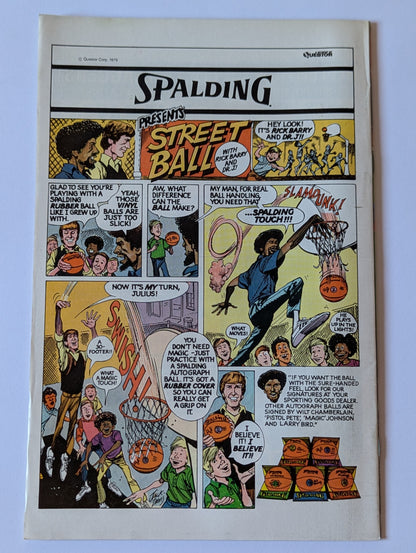 © Questor Corp. 1979
Questor
SPALDING
PRESENTS
STREET
BALL
WITH
RICK BARRY
AND
DR. J!!
HEY LOOK!
IT'S RICK BARRY
AND DR. J!!
GLAD TO SEE YOU'RE
PLAYING WITH A
SPALDING
RUBBER BALL
LIKE I GREW UP
WITH.
YEAH,
THOSE
VINYL
BALLS ARE
JUST TOO
SLICK!
AW, WHAT
DIFFERENCE
CAN THE
BALL MAKE?
MY MAN, FOR REAL
BALL HANDLING, YOU
NEED THAT...
...SPALDING
TOUCH!!!
SLAMD
UNK!
WHAT
MOVES!
HE
PLAYS
UP IN THE
LIGHTS!
NOW IT'S MY TURN,
JULIUS!
A
30-
FOOTER!!
WHAT
A MAGIC
TOUCH!
SWISH!
YOU
DON'T NEED
MAGIC - JUST
PRACTICE WITH
A SPALDING
AUTOGRAPH
BALL. IT'S GOT A
RUBBER COVER
SO YOU CAN
REALLY GET
A GRIP ON
IT.
I
BELIEVE
IT! I
BELIEVE
IT!!
"IF YOU WANT THE BALL
WITH THE SURE-HANDED
FEEL, LOOK FOR OUR
SIGNATURES AT YOUR
SPORTING GOODS DEALER.
OTHER AUTOGRAPH BALLS ARE
SIGNED BY WILT CHAMBERLAIN,
"PISTOL PETE," "MAGIC" JOHNSON
AND LARRY BIRD."